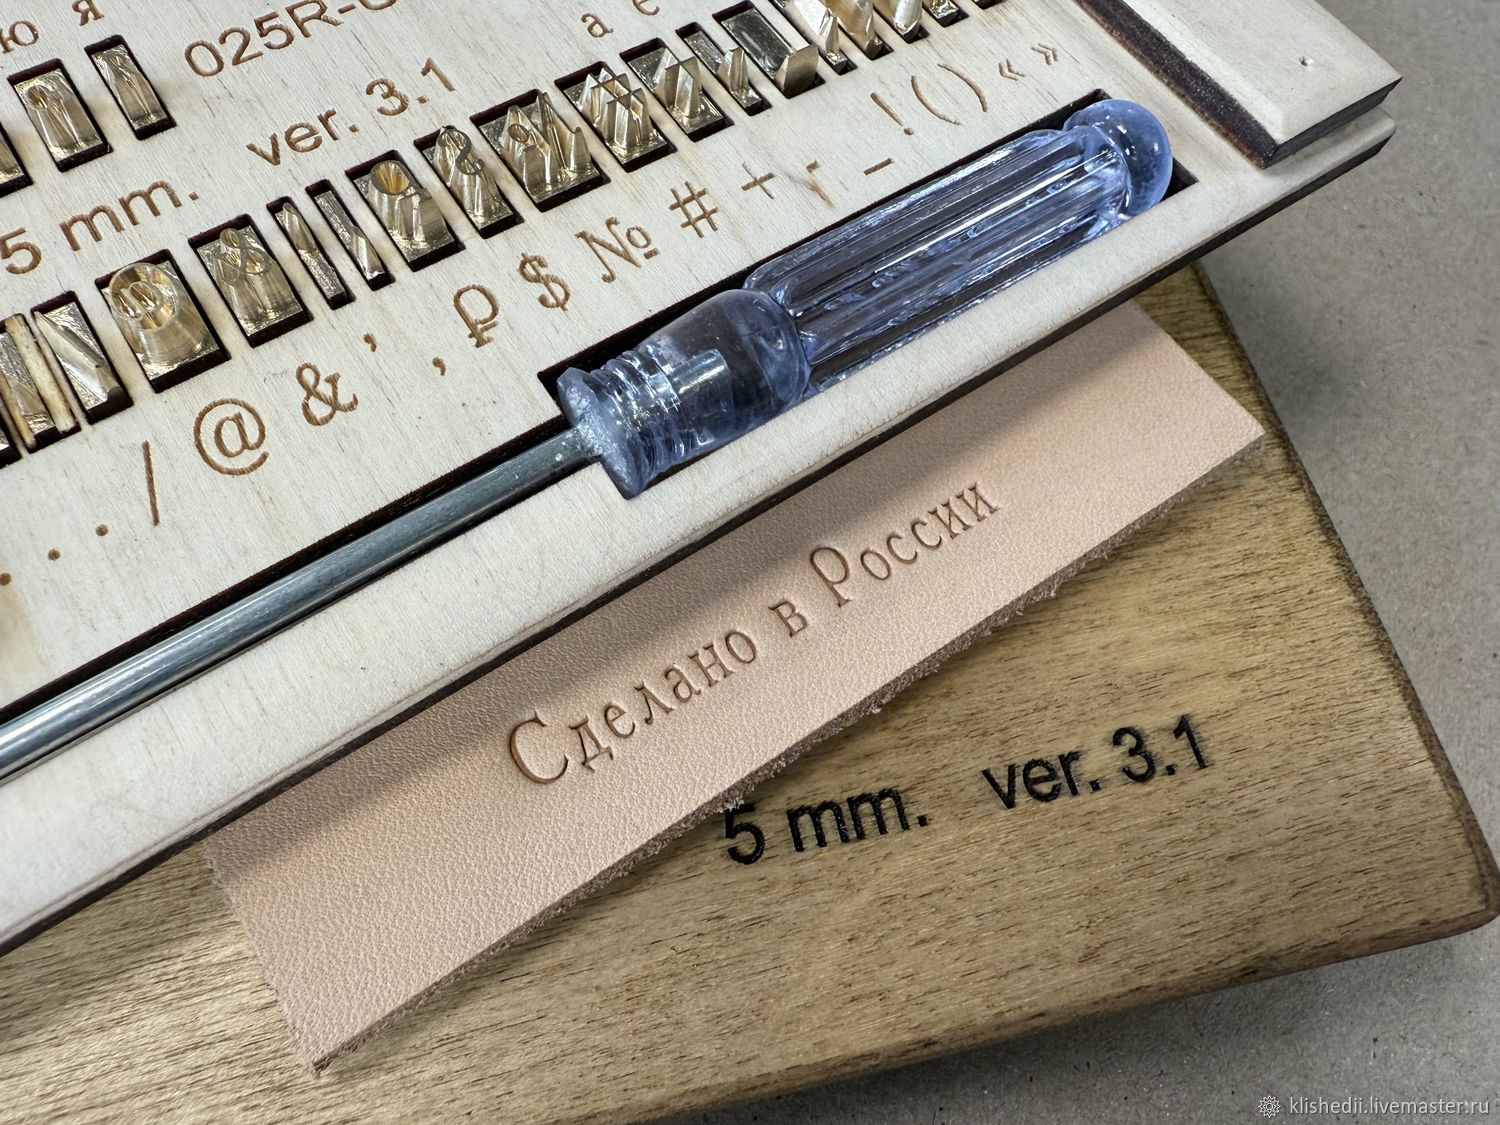 ю я
025R-
а е
ver. 3.1
5 mm.
! ( ) « »
₽ $ № # + - –
. . / @ & ' ,
Сделано в России
5 mm. ver. 3.1
klishedii.livemaster.ru